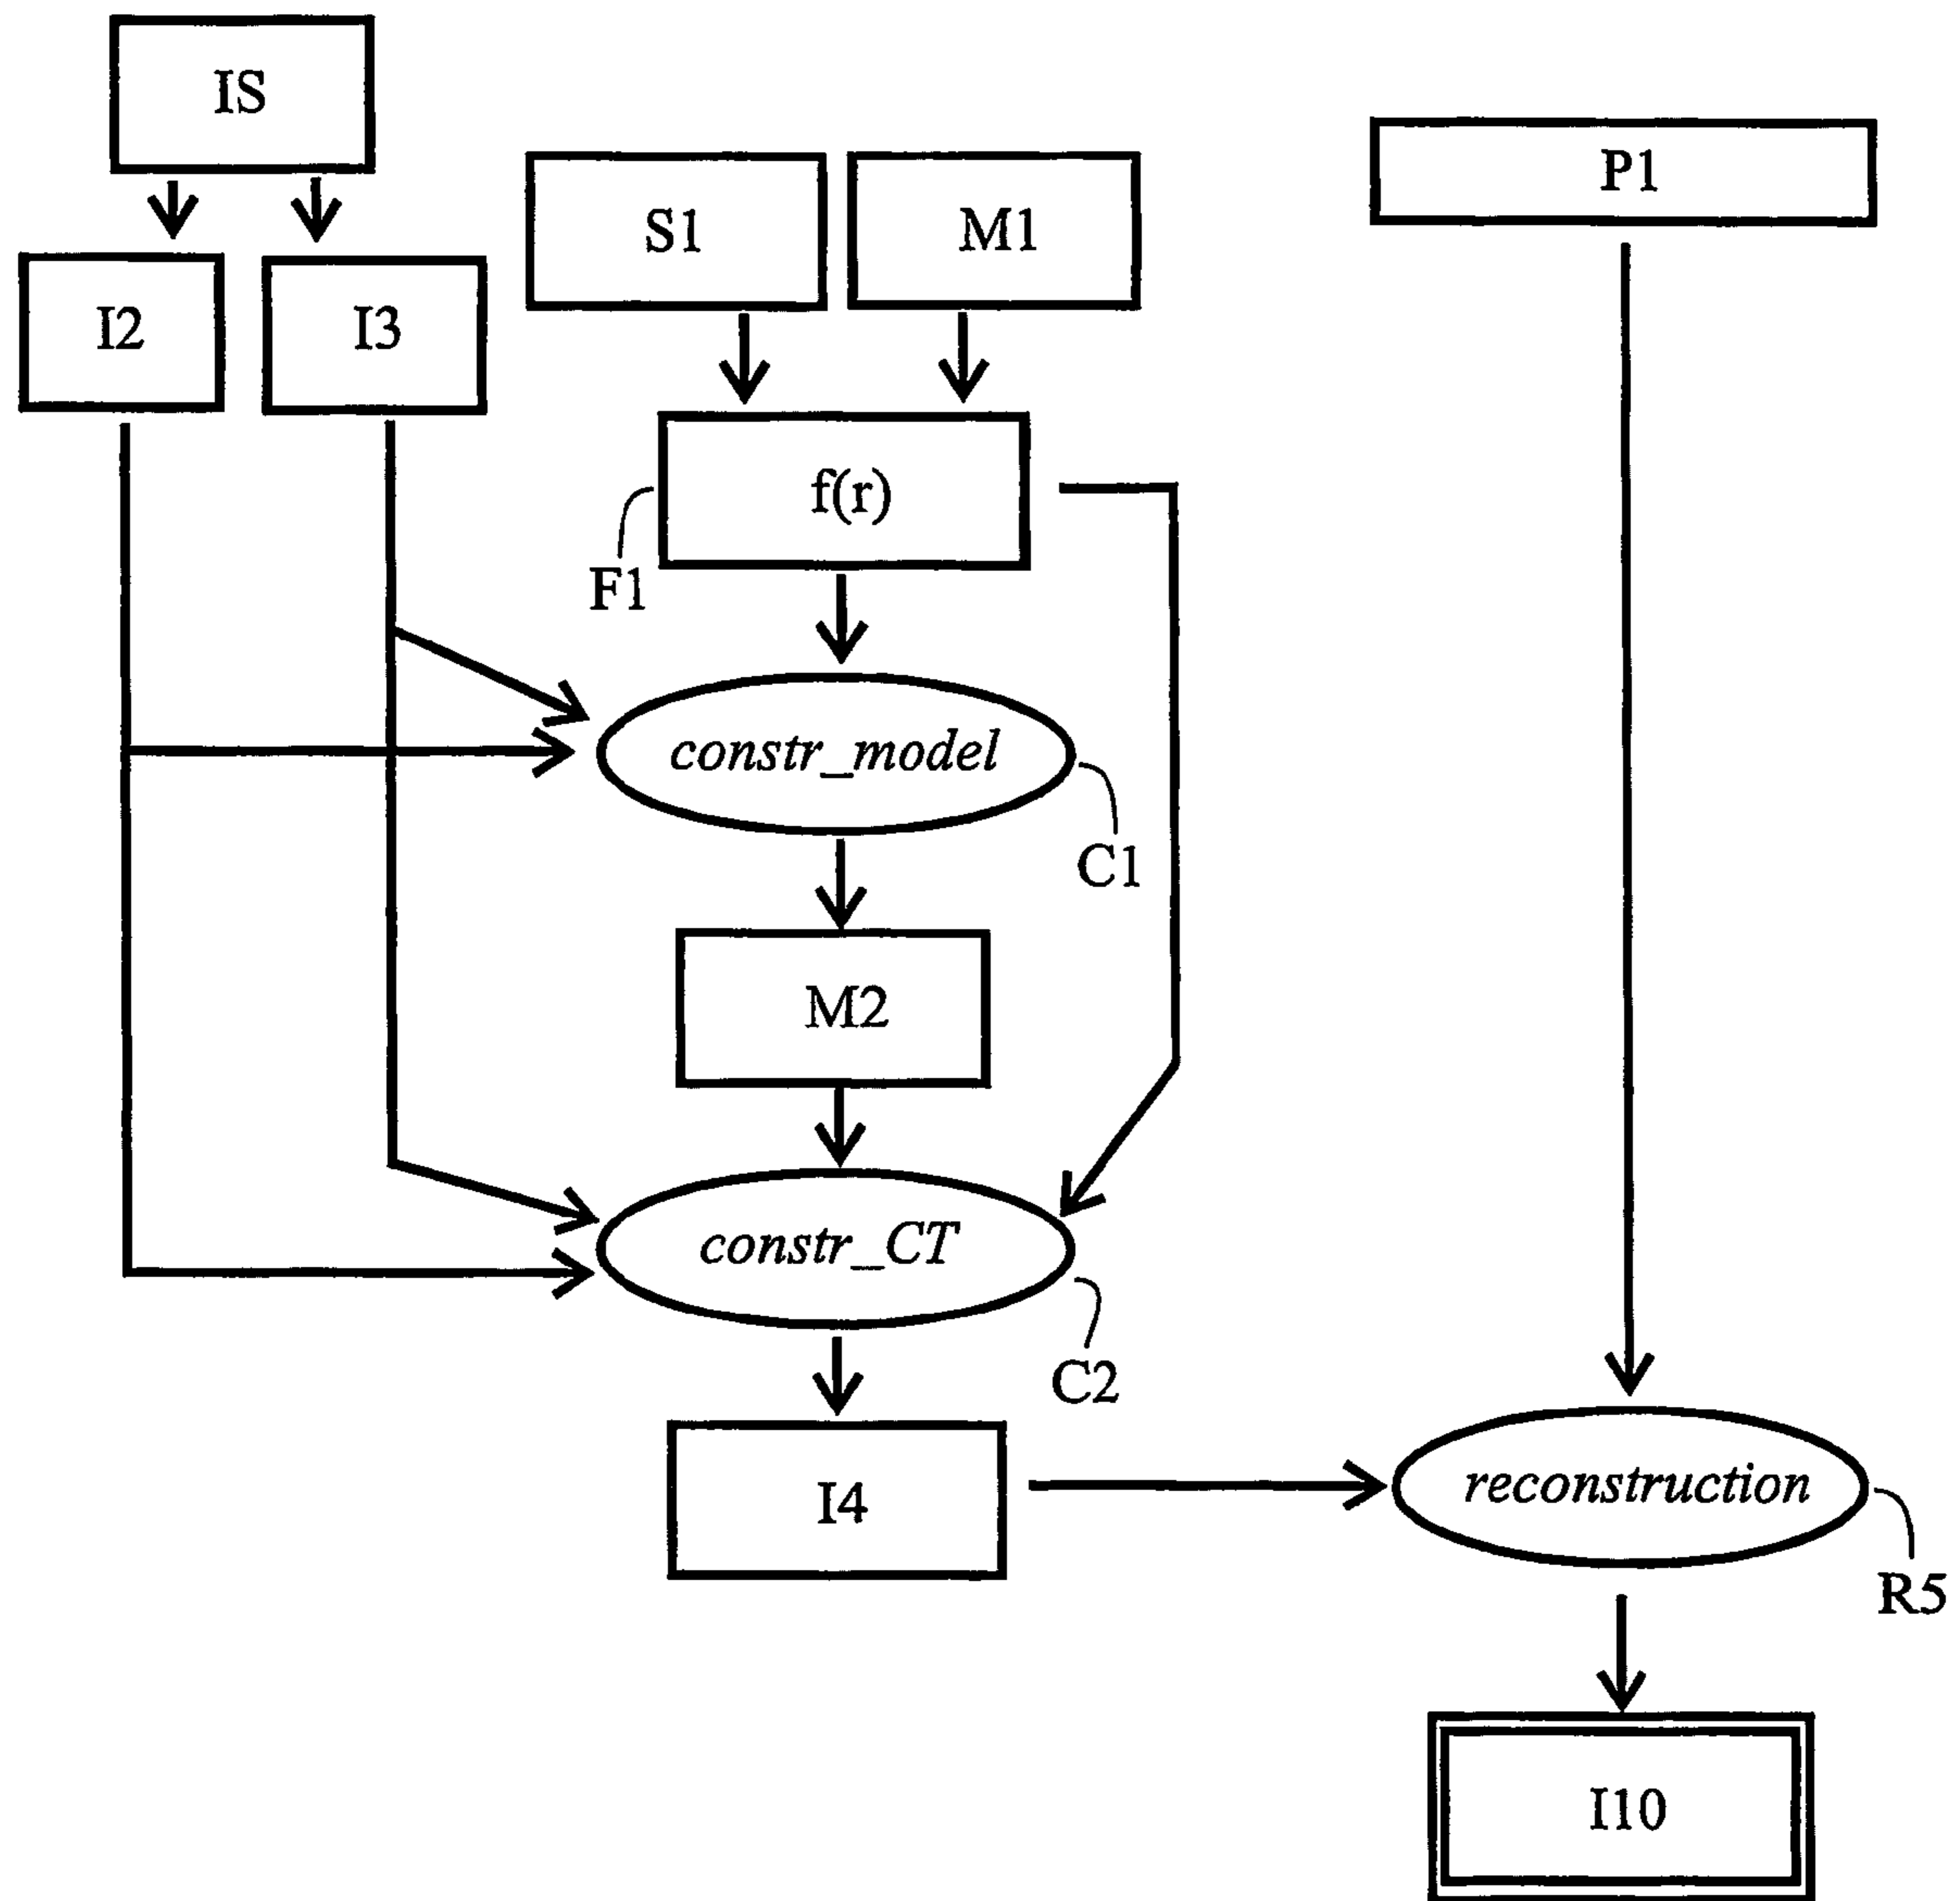 IS
P1
S1
M1
I2
I3
f(r)
F1
constr_model
C1
M2
constr_CT
C2
I4
reconstruction
R5
I10